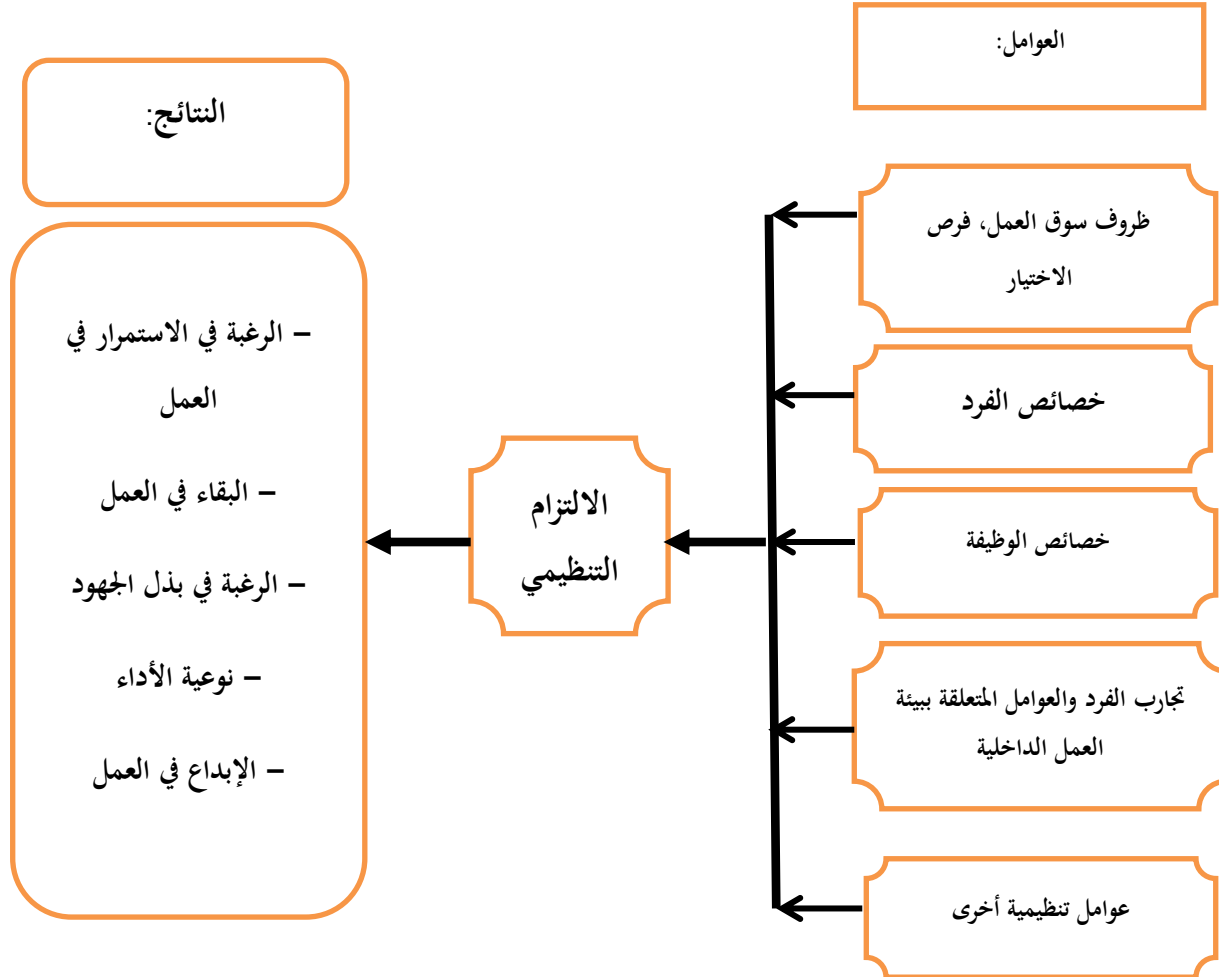 العوامل:
ظروف سوق العمل، فرص
الاختيار
خصائص الفرد
خصائص الوظيفة
تجارب الفرد والعوامل المتعلقة ببيئة
العمل الداخلية
عوامل تنظيمية أخرى
الالتزام
التنظيمي
النتائج:
– الرغبة في الاستمرار في
العمل
– البقاء في العمل
– الرغبة في بذل الجهود
– نوعية الأداء
– الإبداع في العمل